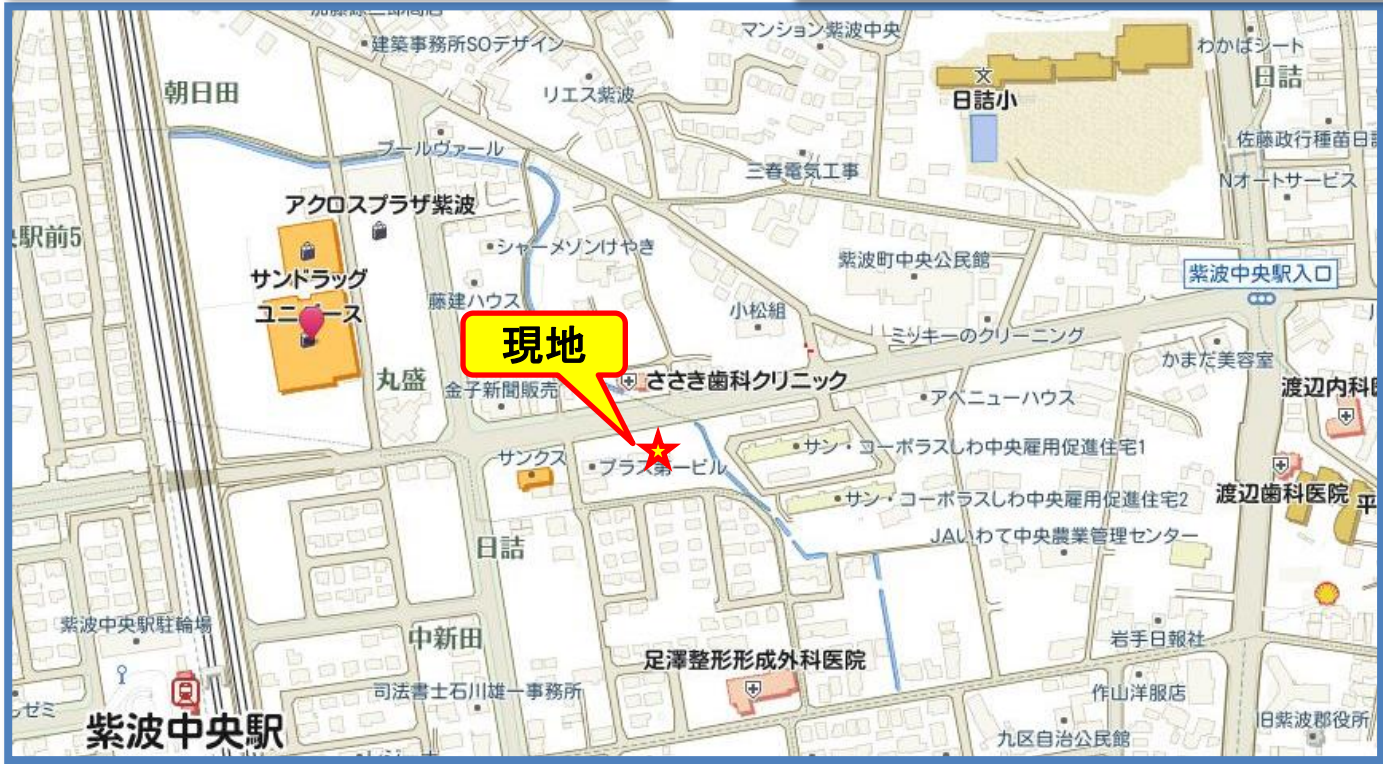 建築事務所SOデザイン
マンション紫波中央
わかばシート
朝日田
リエス紫波
文
日詰小
日詰
プールヴァール
三春電気工事
Nオートサービス
アクロスプラザ紫波
駅前5
シャーメゾンけやき
紫波町中央公民館
サンドラッグ
紫波中央駅入口
藤建ハウス
小松組
現地
ミッキーのクリーニング
かまだ美容室
丸盛
金子新聞販売
ささき歯科クリニック
アベニューハウス
渡辺内科
サンクス
プラス第一ビル
サン・コーポラスしわ中央雇用促進住宅1
サン・コーポラスしわ中央雇用促進住宅2
渡辺歯科医院
平
JAいわて中央農業管理センター
日詰
紫波中央駅駐輪場
中新田
岩手日報社
足澤整形形成外科医院
司法書士石川雄一事務所
作山洋服店
ゼミ
紫波中央駅
旧紫波郡役所
九区自治公民館